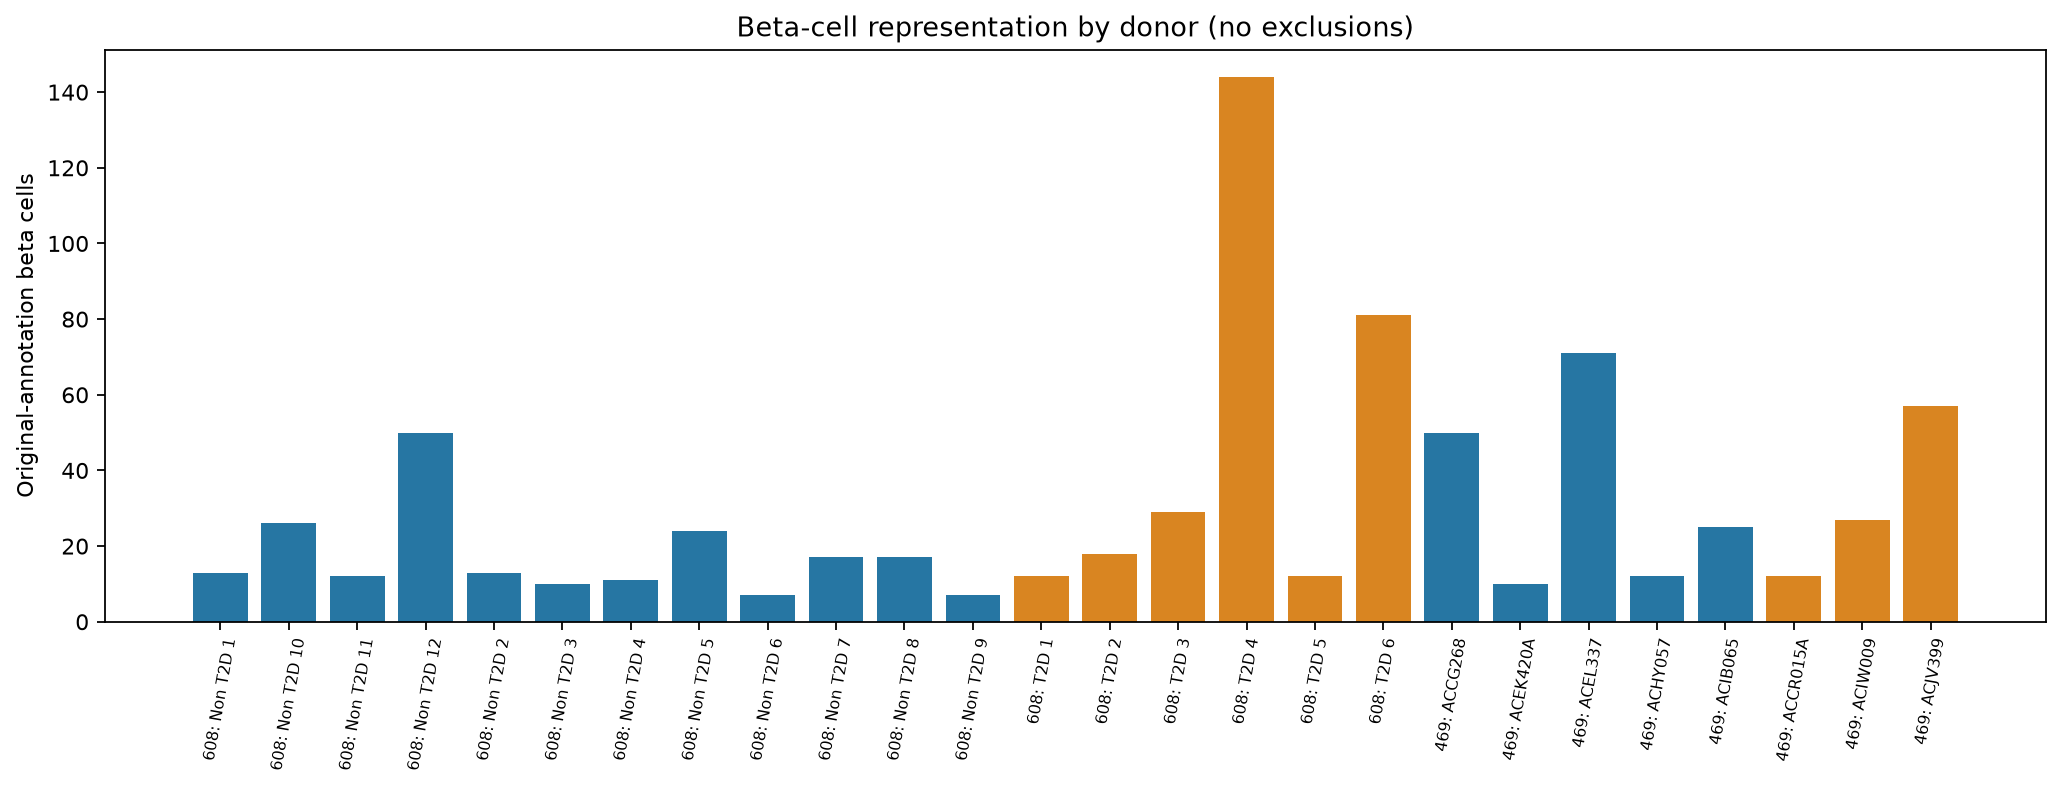 Beta-cell representation by donor (no exclusions)
Original-annotation beta cells
140
120
100
80
60
40
20
0
608: Non T2D 1
608: Non T2D 10
608: Non T2D 11
608: Non T2D 12
608: Non T2D 2
608: Non T2D 3
608: Non T2D 4
608: Non T2D 5
608: Non T2D 6
608: Non T2D 7
608: Non T2D 8
608: Non T2D 9
608: T2D 1
608: T2D 2
608: T2D 3
608: T2D 4
608: T2D 5
608: T2D 6
469: ACCG268
469: ACEK420A
469: ACEL337
469: ACHY057
469: ACIB065
469: ACCR015A
469: ACIW009
469: ACJV399